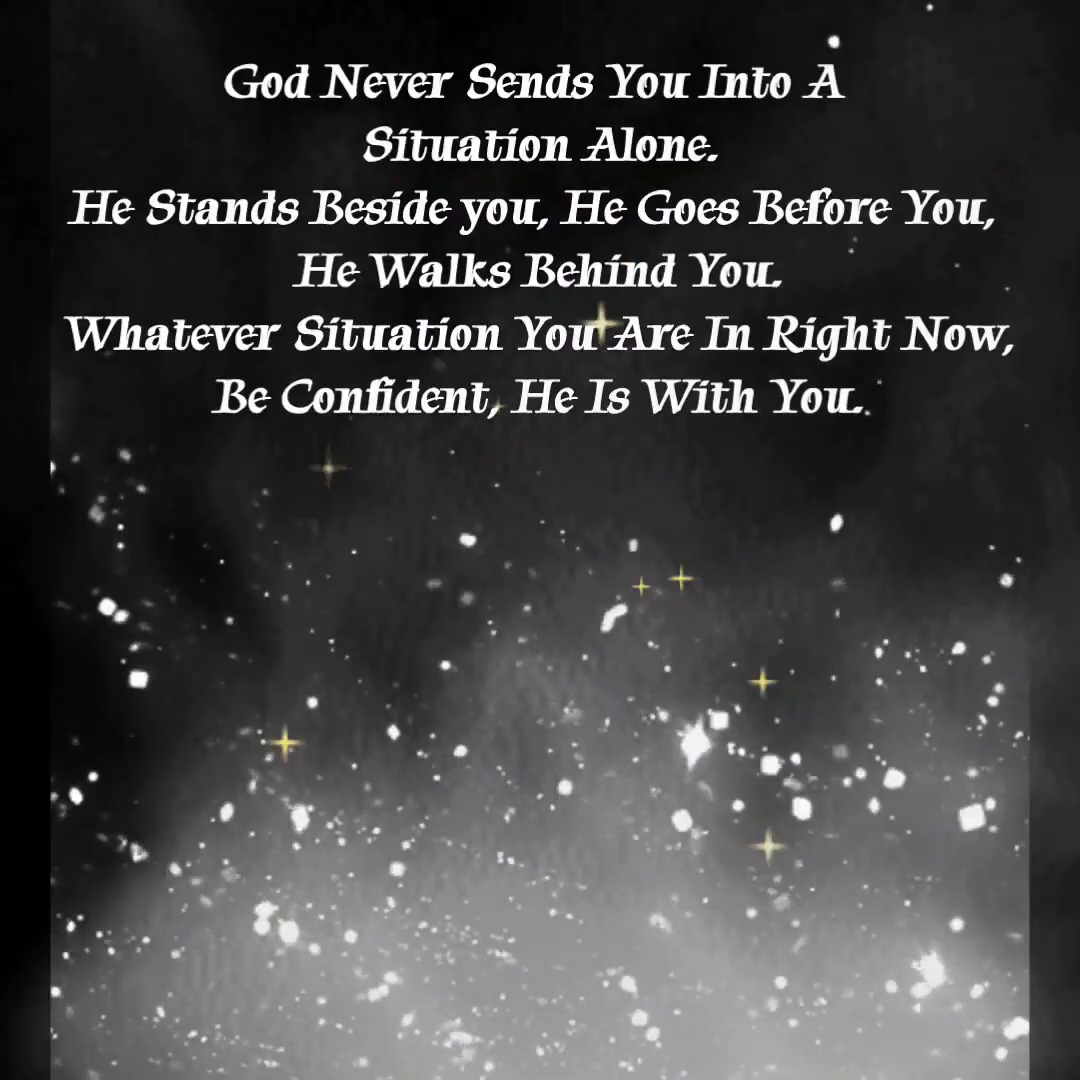 God Never Sends You Into A
Situation Alone.
He Stands Beside you, He Goes Before You,
He Walks Behind You.
Whatever Situation You Are In Right Now,
Be Confident, He Is With You.